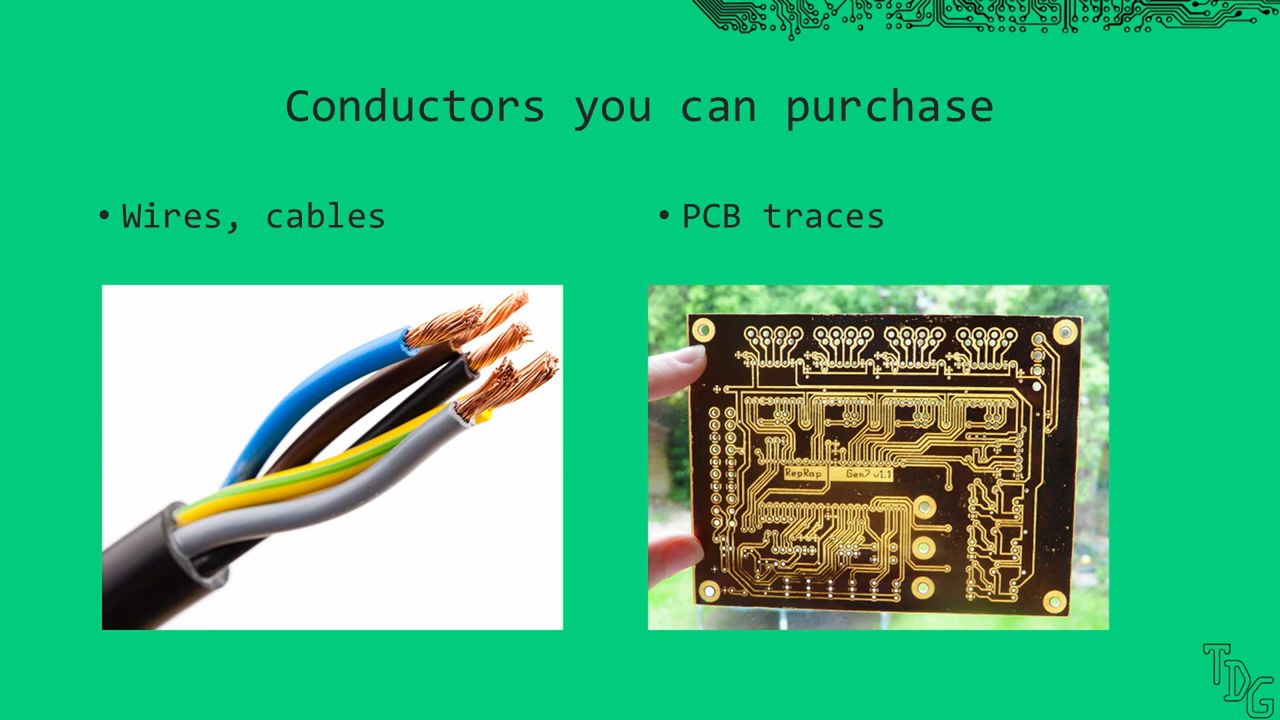 Conductors you can purchase
• Wires, cables
• PCB traces
RepRap Gen7 v1.1
TDG